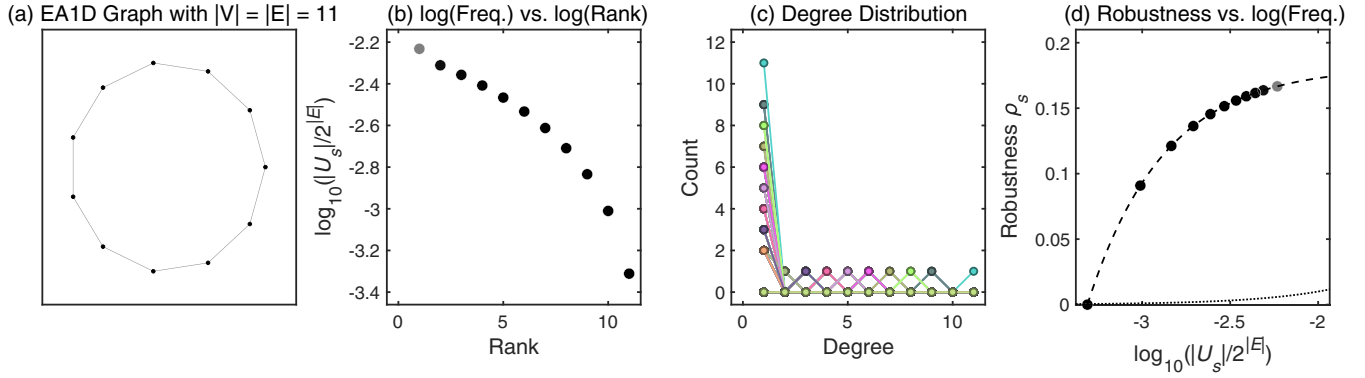 (a) EA1D Graph with |V| = |E| = 11
(b) log(Freq.) vs. log(Rank)
-2.2
-2.4
-2.6
-2.8
-3
-3.2
-3.4
0
5
10
Rank
log₁₀(|U_s|/2^|E|)
(c) Degree Distribution
12
10
8
6
4
2
0
0
5
10
Degree
Count
(d) Robustness vs. log(Freq.)
0.2
0.15
0.1
0.05
0
-3
-2.5
-2
log₁₀(|U_s|/2^|E|)
Robustness ρ_s